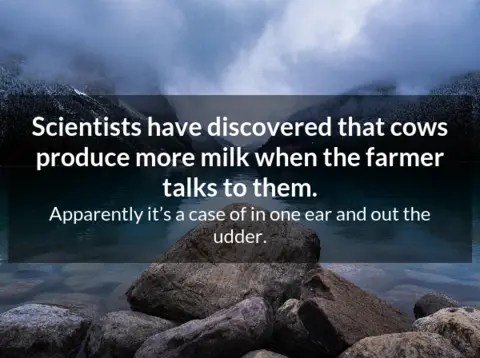 Scientists have discovered that cows
produce more milk when the farmer
talks to them.
Apparently it’s a case of in one ear and out the
udder.